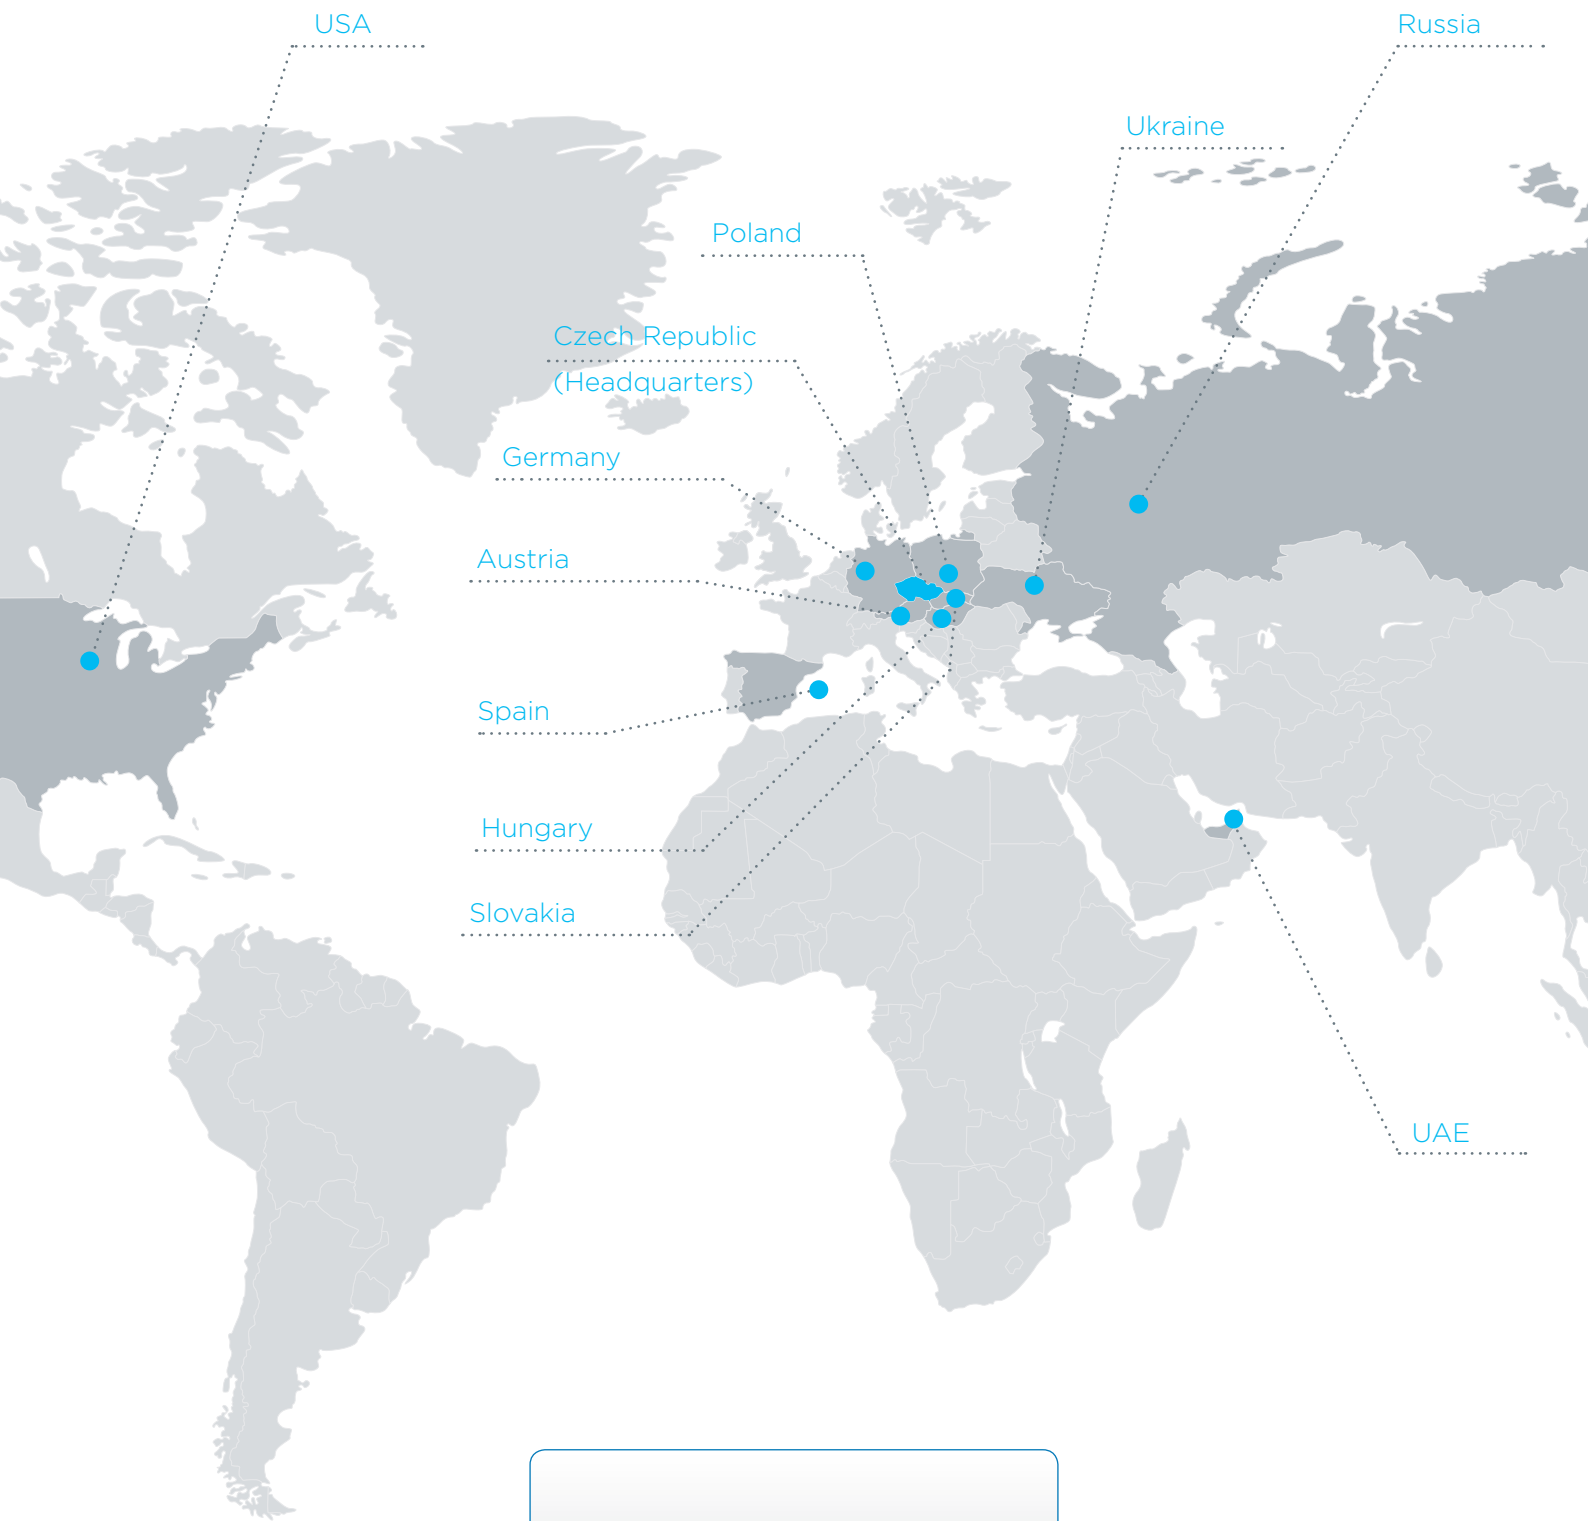 USA
Russia
Ukraine
Poland
Czech Republic
(Headquarters)
Germany
Austria
Spain
Hungary
Slovakia
UAE